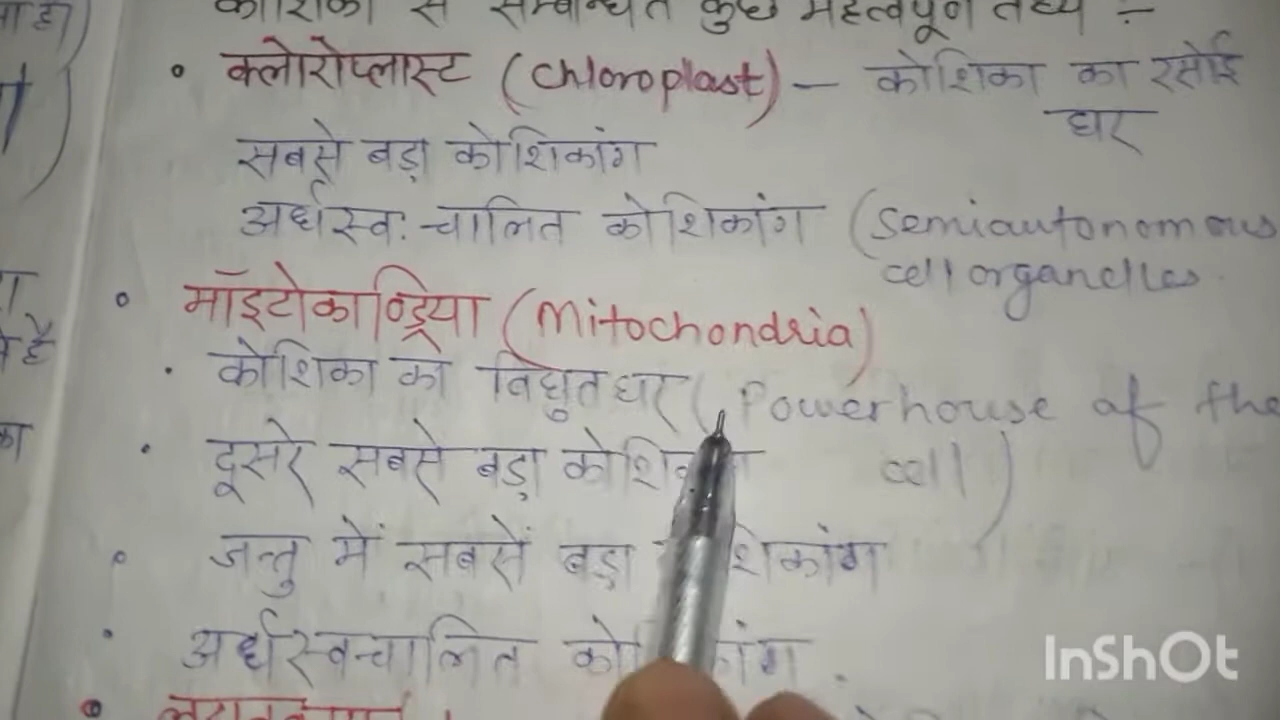 कोशिका से सम्बन्धित कुछ महत्वपूर्ण तथ्य :-
• क्लोरोप्लास्ट (Chloroplast) - कोशिका का रसोई
घर
सबसे बड़ा कोशिकांग
अर्धस्व: चालित कोशिकांग (Semiautonomous
cell organelles
• मॉइटोकाण्ड्रिया (Mitochondria)
• कोशिका का विधुतघर (Powerhouse of the
cell)
• दूसरे सबसे बड़ा
• जन्तु में सबसें बड़ा
• अर्धस्वचालित
InShOt